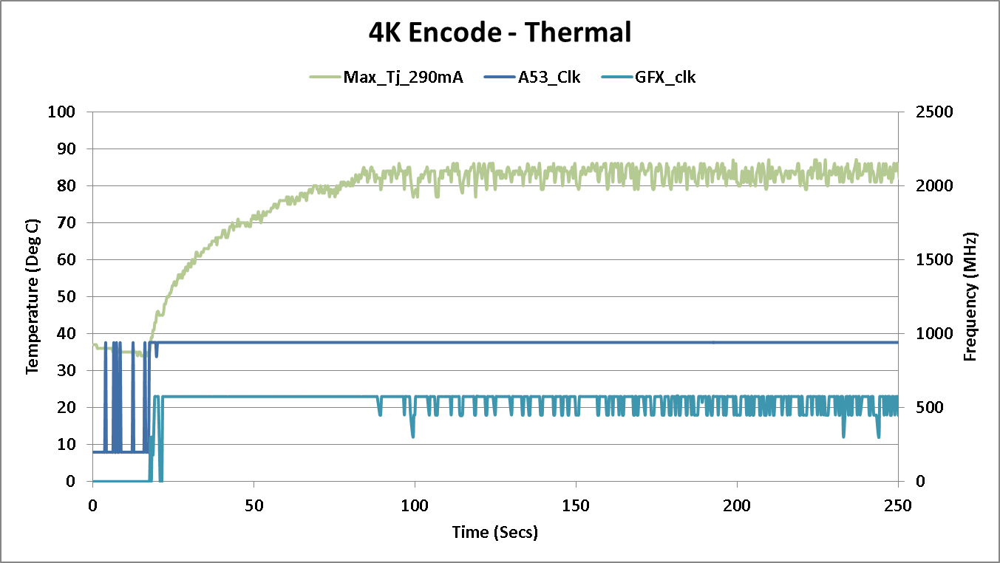 4K Encode - Thermal
Max_Tj_290mA A53_Clk GFX_clk
100 2500
90
80 2000
70
60 1500
50
40 1000
30
20 500
10
0 0
Temperature (Deg C)
Frequency (MHz)
0 50 100 150 200 250
Time (Secs)